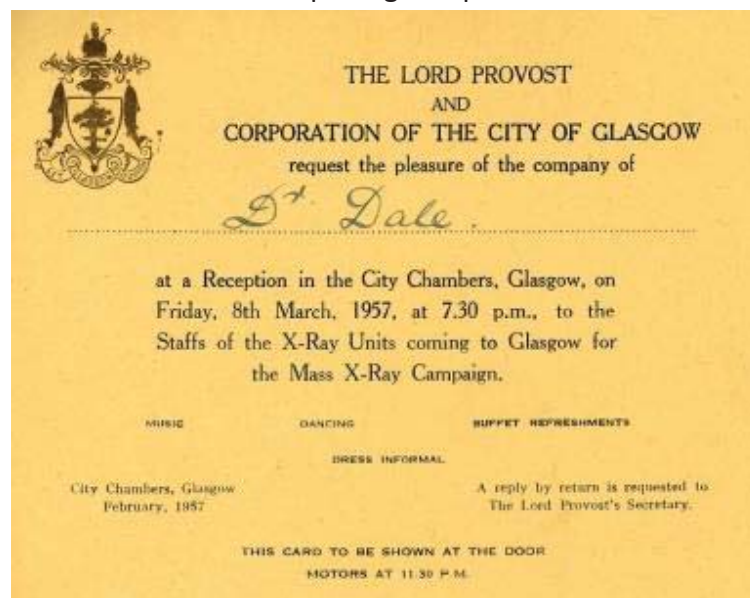 THE LORD PROVOST
AND
CORPORATION OF THE CITY OF GLASGOW
request the pleasure of the company of
Dr. Dale.
at a Reception in the City Chambers, Glasgow, on
Friday, 8th March, 1957, at 7.30 p.m., to the
Staffs of the X-Ray Units coming to Glasgow for
the Mass X-Ray Campaign.
MUSIC DANCING BUFFET REFRESHMENTS
DRESS INFORMAL
City Chambers, Glasgow
February, 1957
A reply by return is requested to
The Lord Provost's Secretary.
THIS CARD TO BE SHOWN AT THE DOOR
MOTORS AT 11.30 P.M.